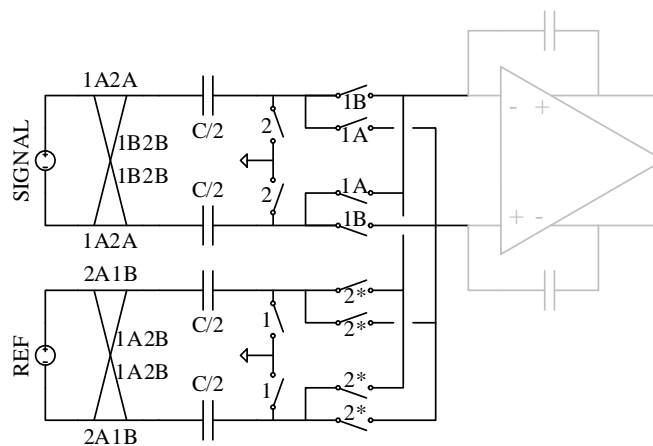 1A2A
C/2
1B
2
1A
1B2B
SIGNAL
1B2B
1A
2
C/2
1B
1A2A
2A1B
2*
C/2
1
2*
1A2B
REF
1A2B
C/2
1
2*
2*
2A1B